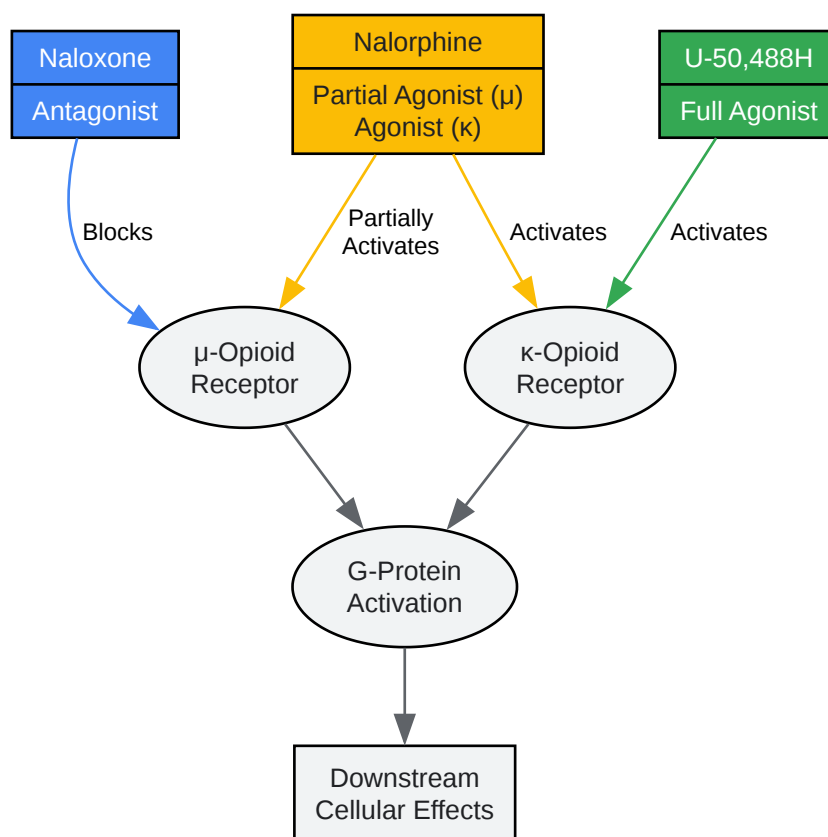 Naloxone
Antagonist
Nalorphine
Partial Agonist (μ)
Agonist (κ)
U-50,488H
Full Agonist
Blocks
Partially
Activates
Activates
Activates
μ-Opioid
Receptor
κ-Opioid
Receptor
G-Protein
Activation
Downstream
Cellular Effects